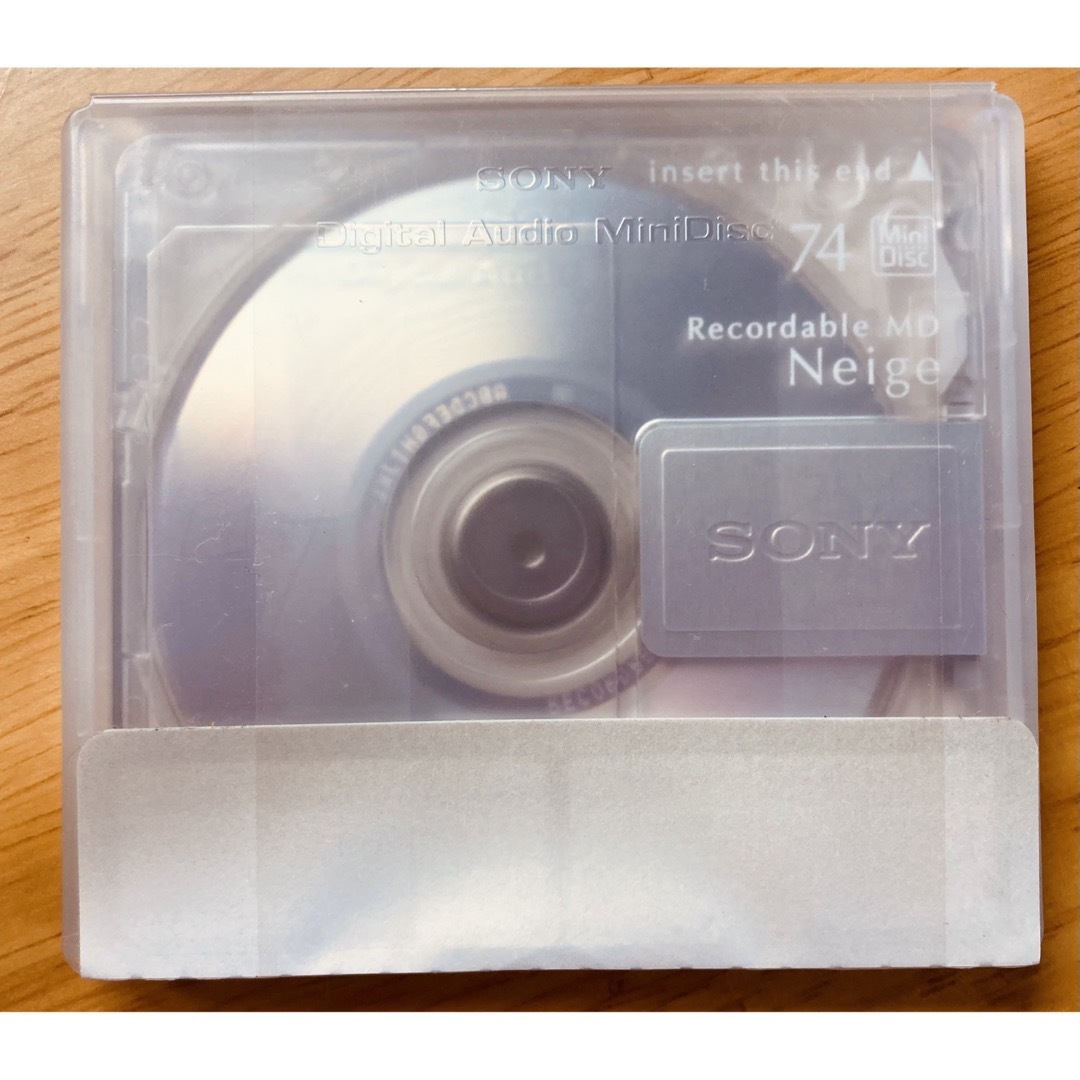 SONY
insert this end ▲
Digital Audio MiniDisc
74
Mini
Disc
Recordable MD
Neige
SONY